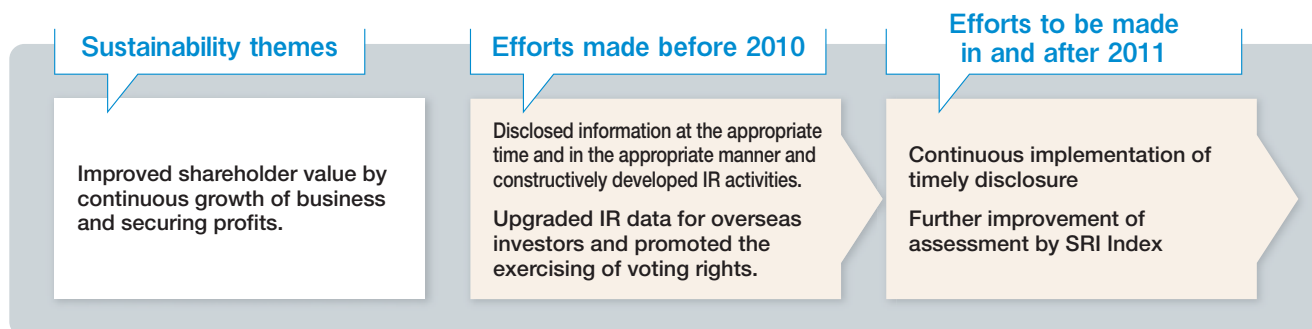 Sustainability themes
Improved shareholder value by
continuous growth of business
and securing profits.
Efforts made before 2010
Disclosed information at the appropriate
time and in the appropriate manner and
constructively developed IR activities.
Upgraded IR data for overseas
investors and promoted the
exercising of voting rights.
Efforts to be made
in and after 2011
Continuous implementation of
timely disclosure
Further improvement of
assessment by SRI Index